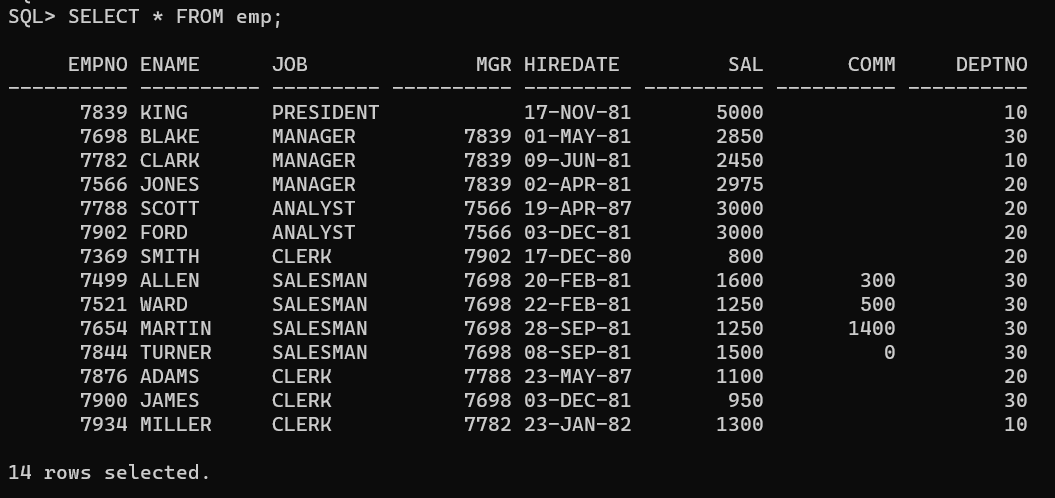 SQL> SELECT * FROM emp;
     EMPNO ENAME      JOB              MGR HIREDATE         SAL       COMM     DEPTNO
---------- ---------- --------- ---------- --------- ---------- ---------- ----------
      7839 KING       PRESIDENT            17-NOV-81       5000                    10
      7698 BLAKE      MANAGER         7839 01-MAY-81       2850                    30
      7782 CLARK      MANAGER         7839 09-JUN-81       2450                    10
      7566 JONES      MANAGER         7839 02-APR-81       2975                    20
      7788 SCOTT      ANALYST         7566 19-APR-87       3000                    20
      7902 FORD       ANALYST         7566 03-DEC-81       3000                    20
      7369 SMITH      CLERK           7902 17-DEC-80        800                    20
      7499 ALLEN      SALESMAN        7698 20-FEB-81       1600        300         30
      7521 WARD       SALESMAN        7698 22-FEB-81       1250        500         30
      7654 MARTIN     SALESMAN        7698 28-SEP-81       1250       1400         30
      7844 TURNER     SALESMAN        7698 08-SEP-81       1500          0         30
      7876 ADAMS      CLERK           7788 23-MAY-87       1100                    20
      7900 JAMES      CLERK           7698 03-DEC-81        950                    30
      7934 MILLER     CLERK           7782 23-JAN-82       1300                    10
14 rows selected.